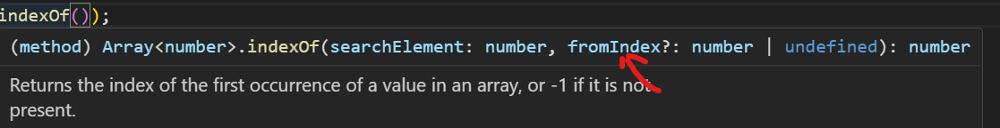 indexOf());
(method) Array<number>.indexOf(searchElement: number, fromIndex?: number | undefined): number
Returns the index of the first occurrence of a value in an array, or -1 if it is not
present.